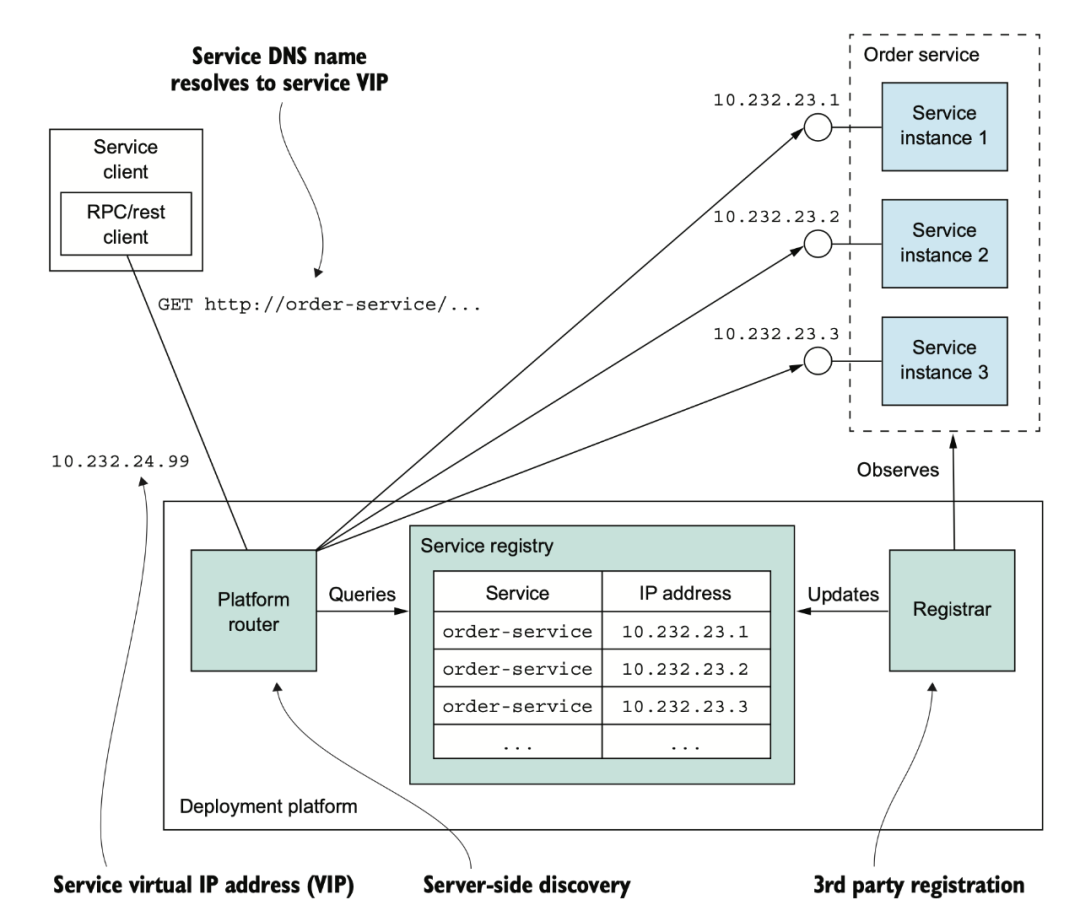 Service DNS name
resolves to service VIP
Order service
10.232.23.1
Service
instance 1
Service
client
RPC/rest
client
10.232.23.2
Service
instance 2
GET http://order-service/...
10.232.23.3
Service
instance 3
10.232.24.99
Observes
Service registry
Platform
router
Queries
Service IP address
order-service 10.232.23.1
order-service 10.232.23.2
order-service 10.232.23.3
... ...
Updates
Registrar
Deployment platform
Service virtual IP address (VIP)
Server-side discovery
3rd party registration